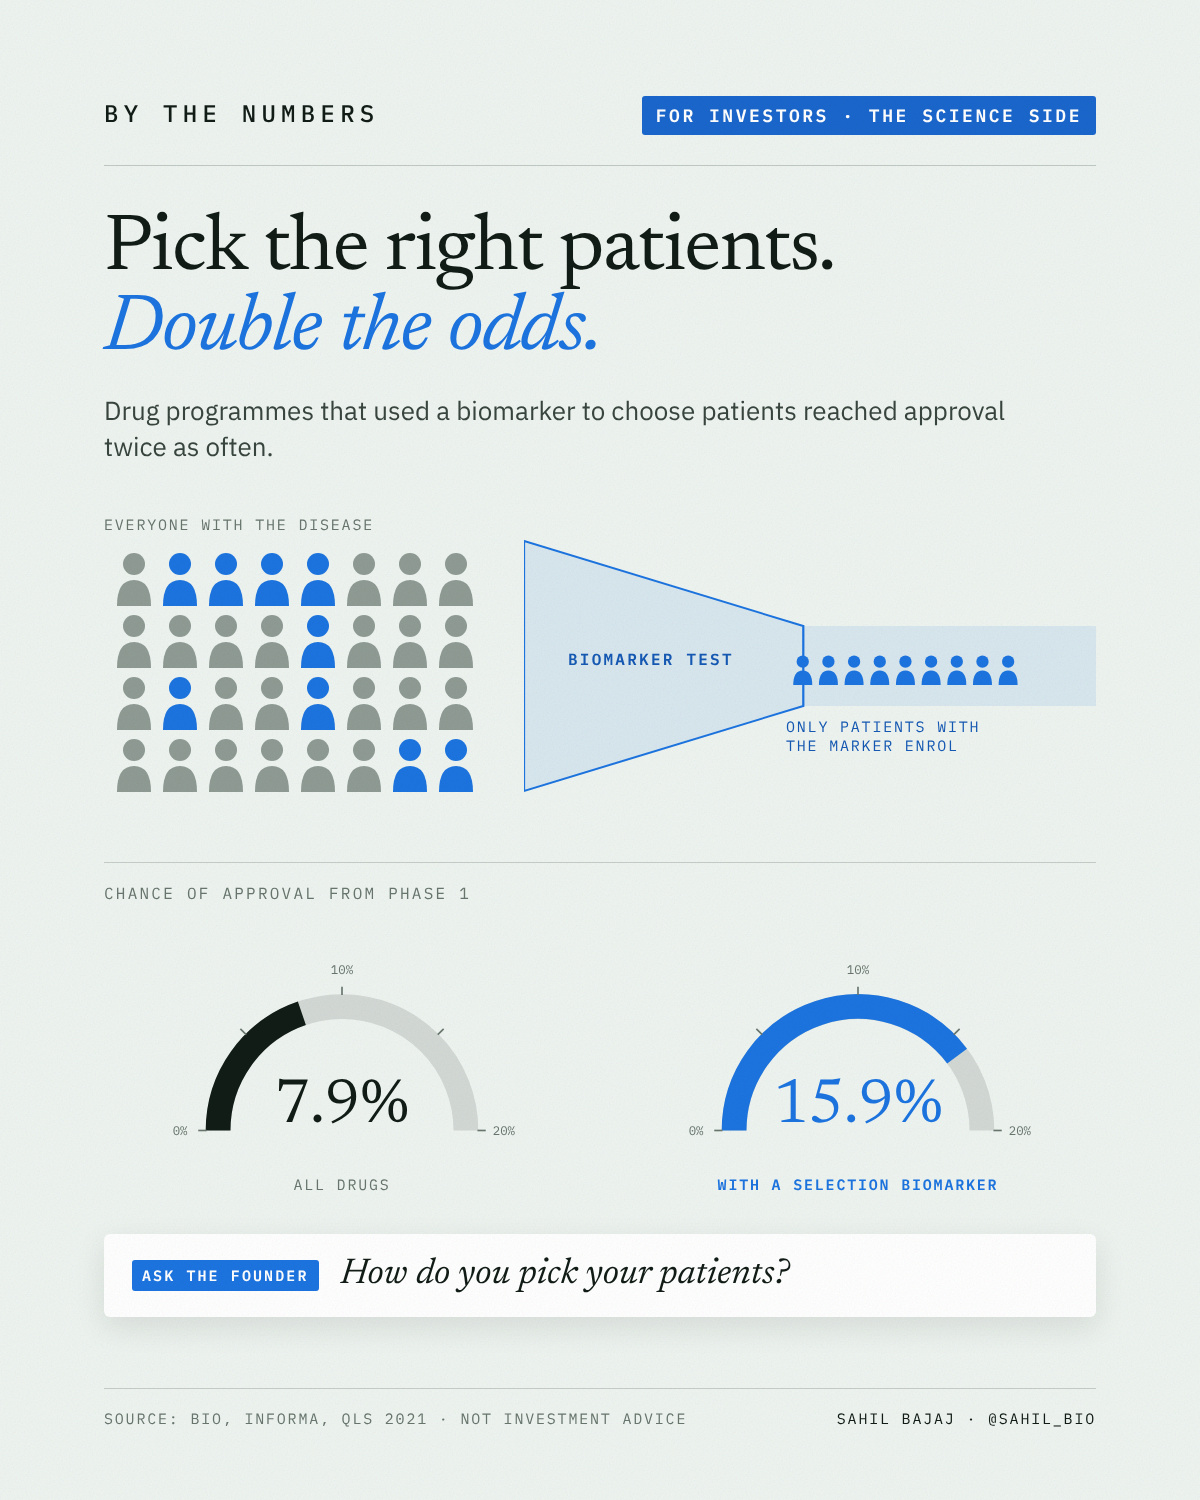 BY THE NUMBERS
FOR INVESTORS · THE SCIENCE SIDE
Pick the right patients.
Double the odds.
Drug programmes that used a biomarker to choose patients reached approval
twice as often.
EVERYONE WITH THE DISEASE
BIOMARKER TEST
ONLY PATIENTS WITH
THE MARKER ENROL
CHANCE OF APPROVAL FROM PHASE 1
10%
7.9%
0%
20%
ALL DRUGS
10%
15.9%
0%
20%
WITH A SELECTION BIOMARKER
ASK THE FOUNDER
How do you pick your patients?
SOURCE: BIO, INFORMA, QLS 2021 · NOT INVESTMENT ADVICE
SAHIL BAJAJ · @SAHIL_BIO